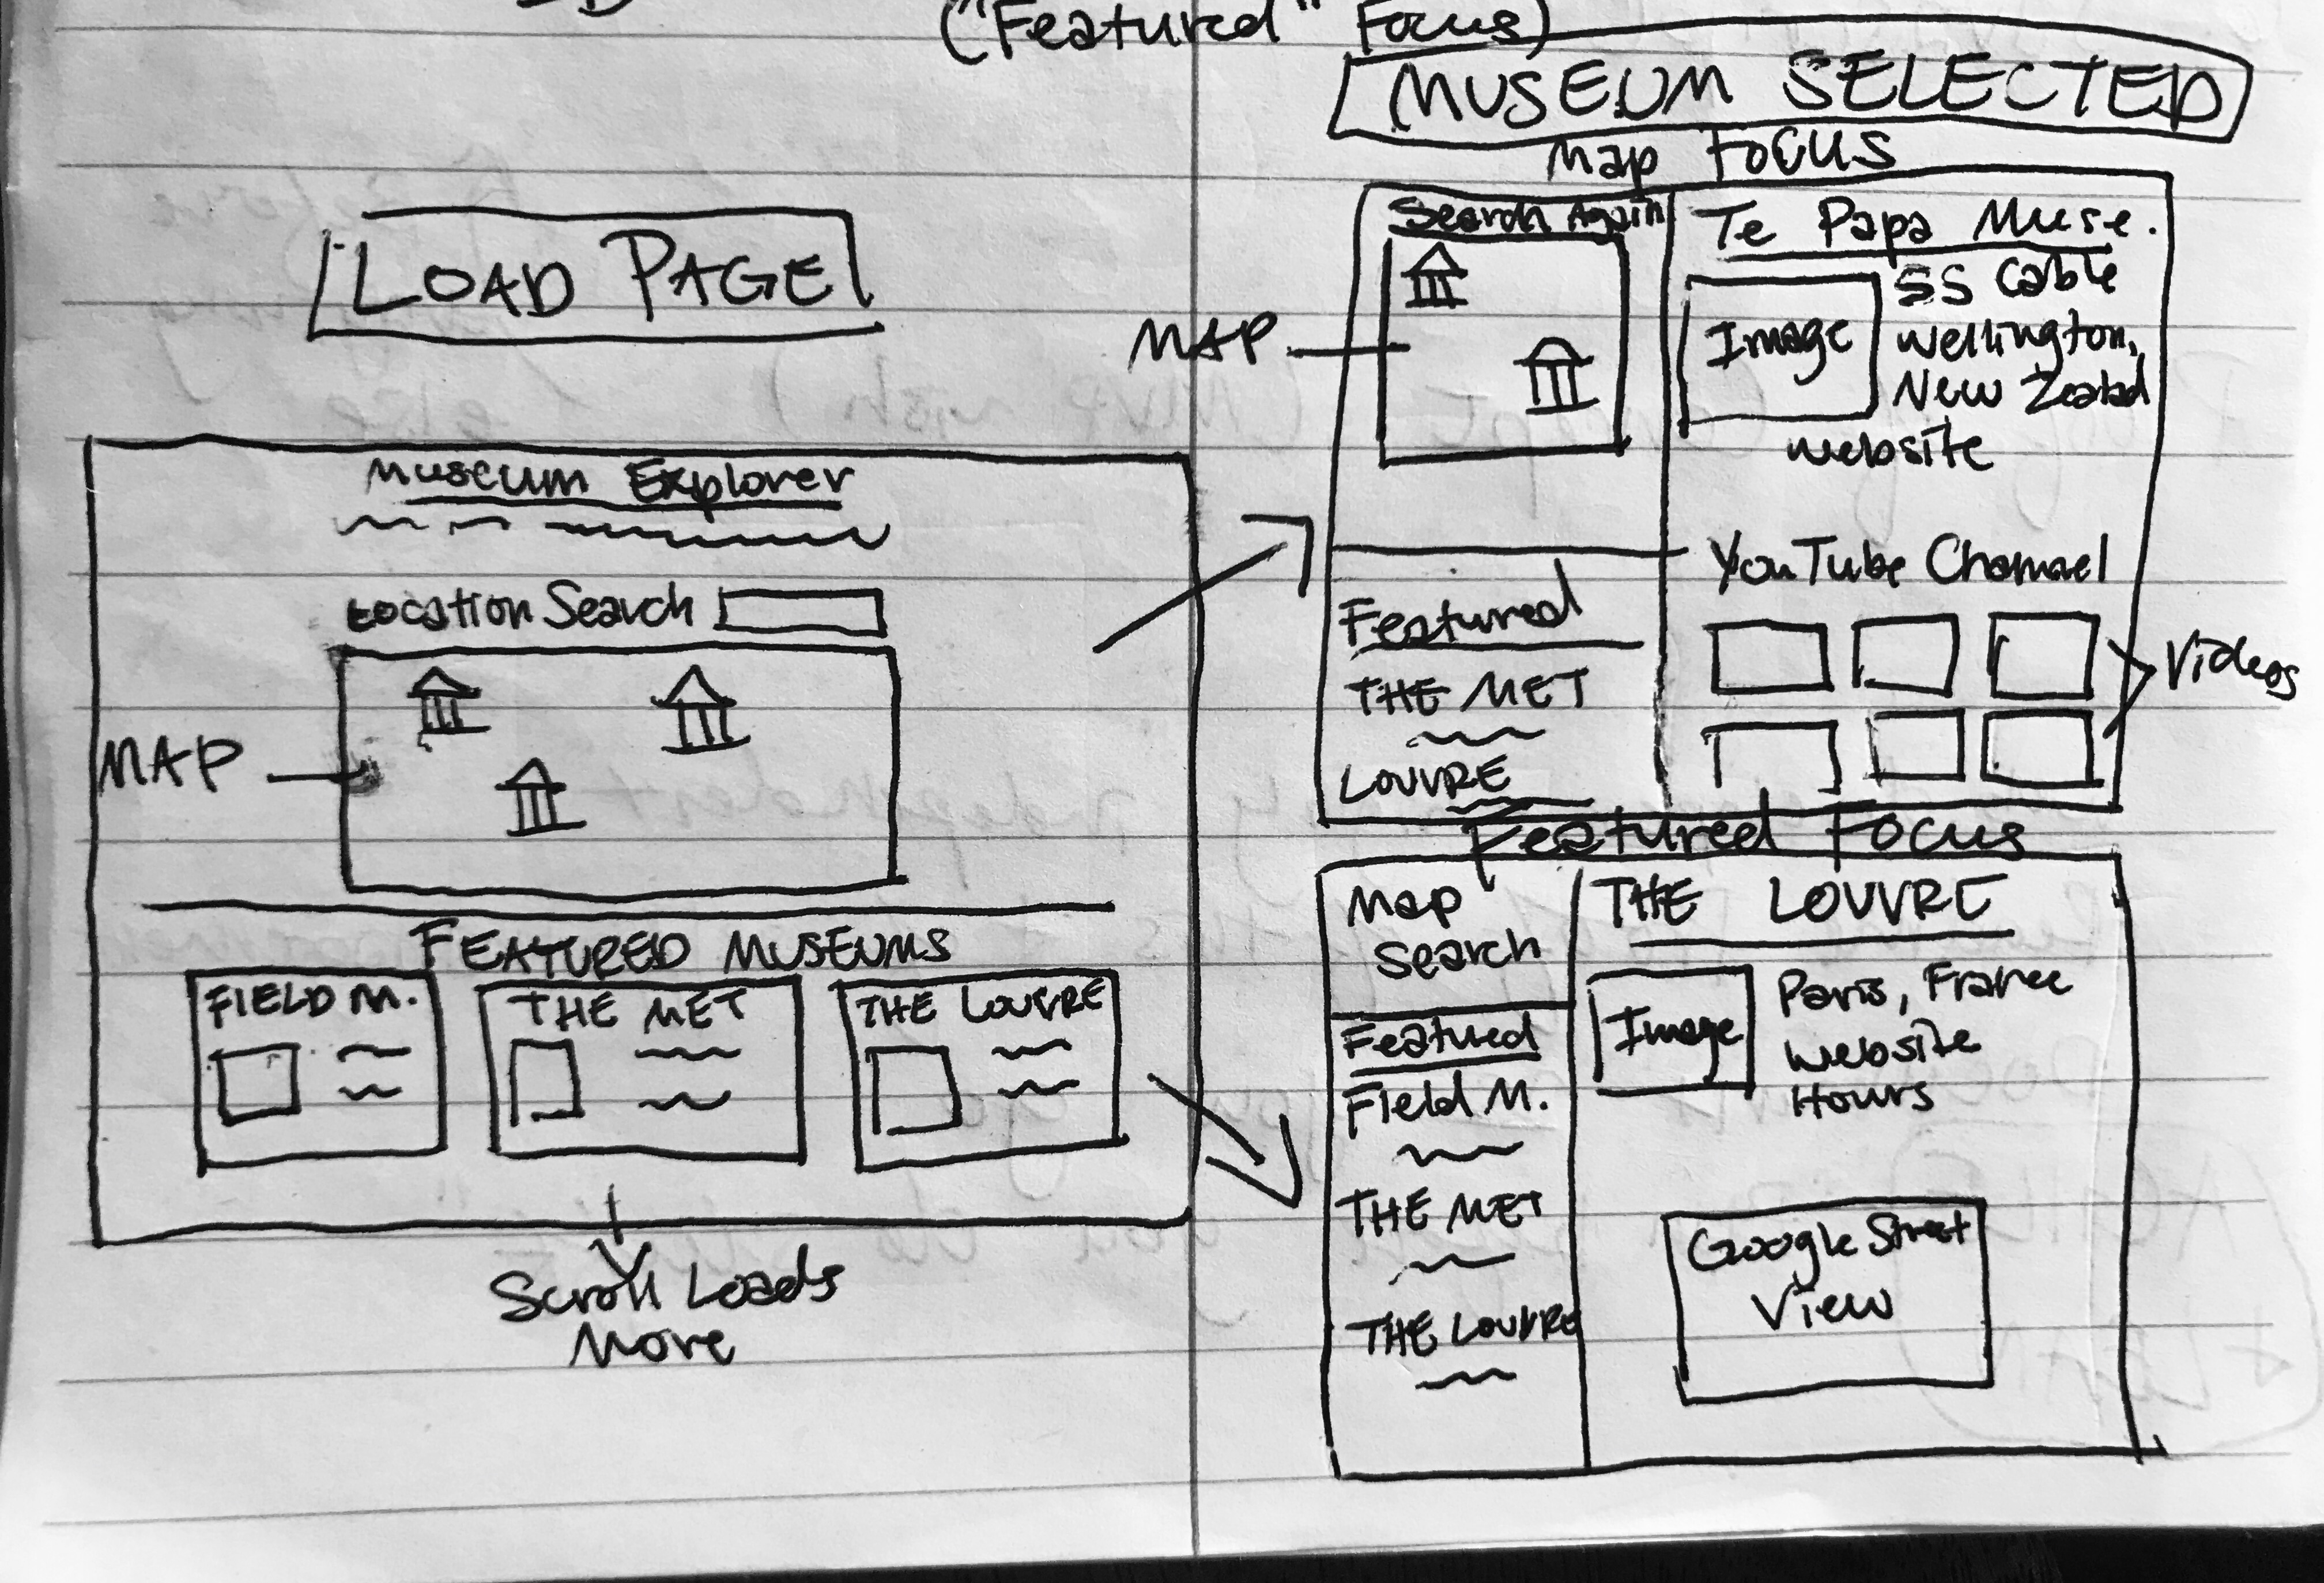 ("Featured" Focus)
MUSEUM SELECTED
Map FOCUS
LOAD PAGE
Museum Explorer
Location Search
MAP
FEATURED MUSEUMS
FIELD M.
THE MET
THE LOUVRE
Scroll Loads
More
Search Again
MAP
Featured
THE MET
LOUVRE
Te Papa Muse.
Image
55 Cable
Wellington,
New Zealad
website
YouTube Channel
Videos
Featured Focus
Map
Search
Featured
Field M.
THE MET
THE LOUVRE
THE LOUVRE
Image
Paris, France
Website
Hours
Google Street
View